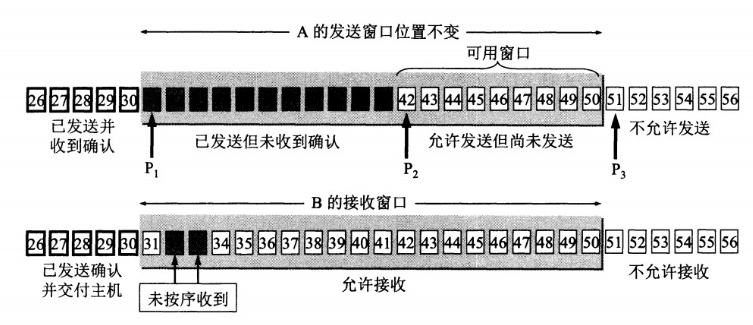 A 的发送窗口位置不变
可用窗口
26 27 28 29 30 42 43 44 45 46 47 48 49 50 51 52 53 54 55 56
已发送并
收到确认
已发送但未收到确认
允许发送但尚未发送
不允许发送
P1 P2 P3
B 的接收窗口
26 27 28 29 30 31 34 35 36 37 38 39 40 41 42 43 44 45 46 47 48 49 50 51 52 53 54 55 56
已发送确认
并交付主机
未按序收到
允许接收
不允许接收